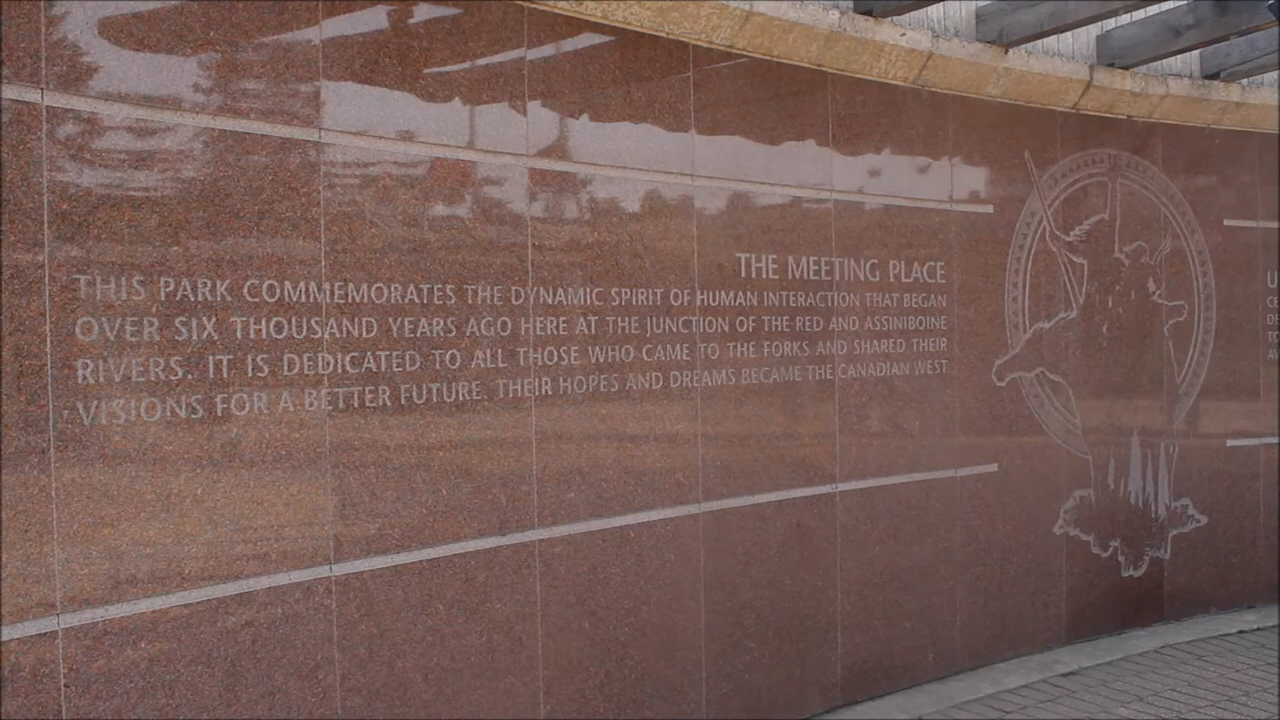 THE MEETING PLACE
THIS PARK COMMEMORATES THE DYNAMIC SPIRIT OF HUMAN INTERACTION THAT BEGAN
OVER SIX THOUSAND YEARS AGO HERE AT THE JUNCTION OF THE RED AND ASSINIBOINE
RIVERS. IT IS DEDICATED TO ALL THOSE WHO CAME TO THE FORKS AND SHARED THEIR
VISIONS FOR A BETTER FUTURE. THEIR HOPES AND DREAMS BECAME THE CANADIAN WEST